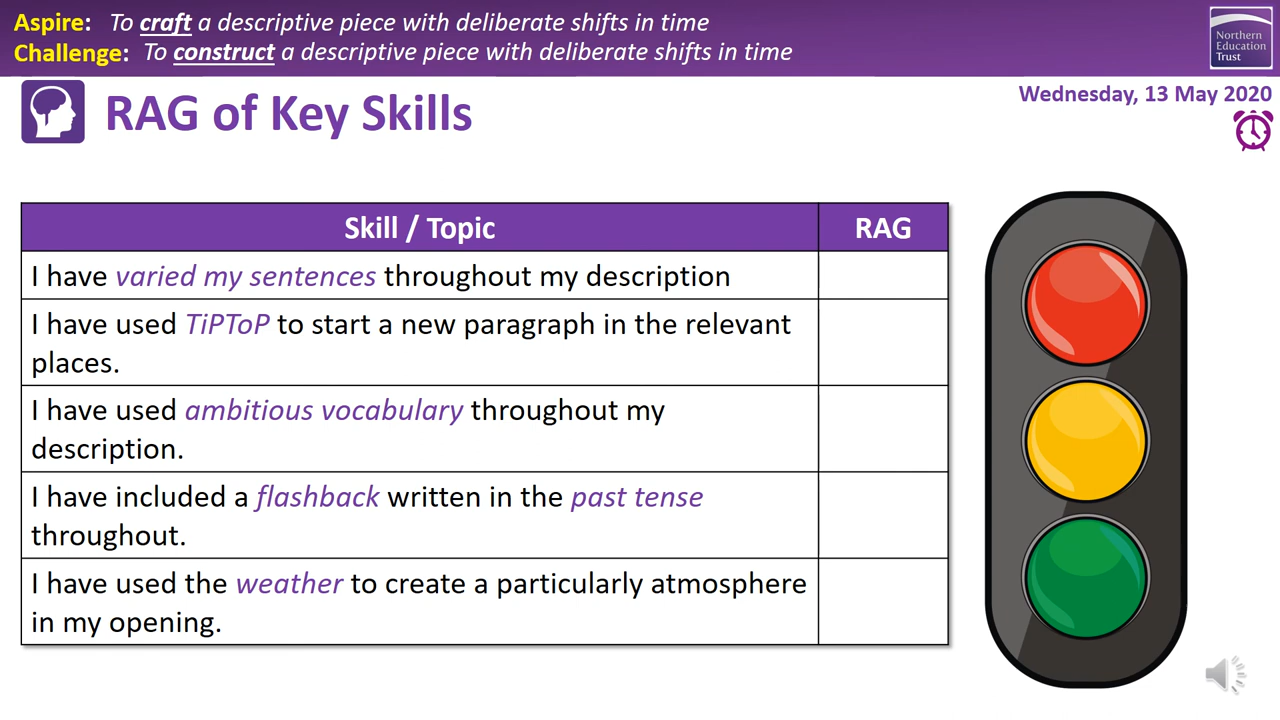 Aspire: To craft a descriptive piece with deliberate shifts in time
Challenge: To construct a descriptive piece with deliberate shifts in time
Northern
Education
Trust
RAG of Key Skills
Wednesday, 13 May 2020
Skill / Topic RAG
I have varied my sentences throughout my description
I have used TiPToP to start a new paragraph in the relevant
places.
I have used ambitious vocabulary throughout my
description.
I have included a flashback written in the past tense
throughout.
I have used the weather to create a particularly atmosphere
in my opening.